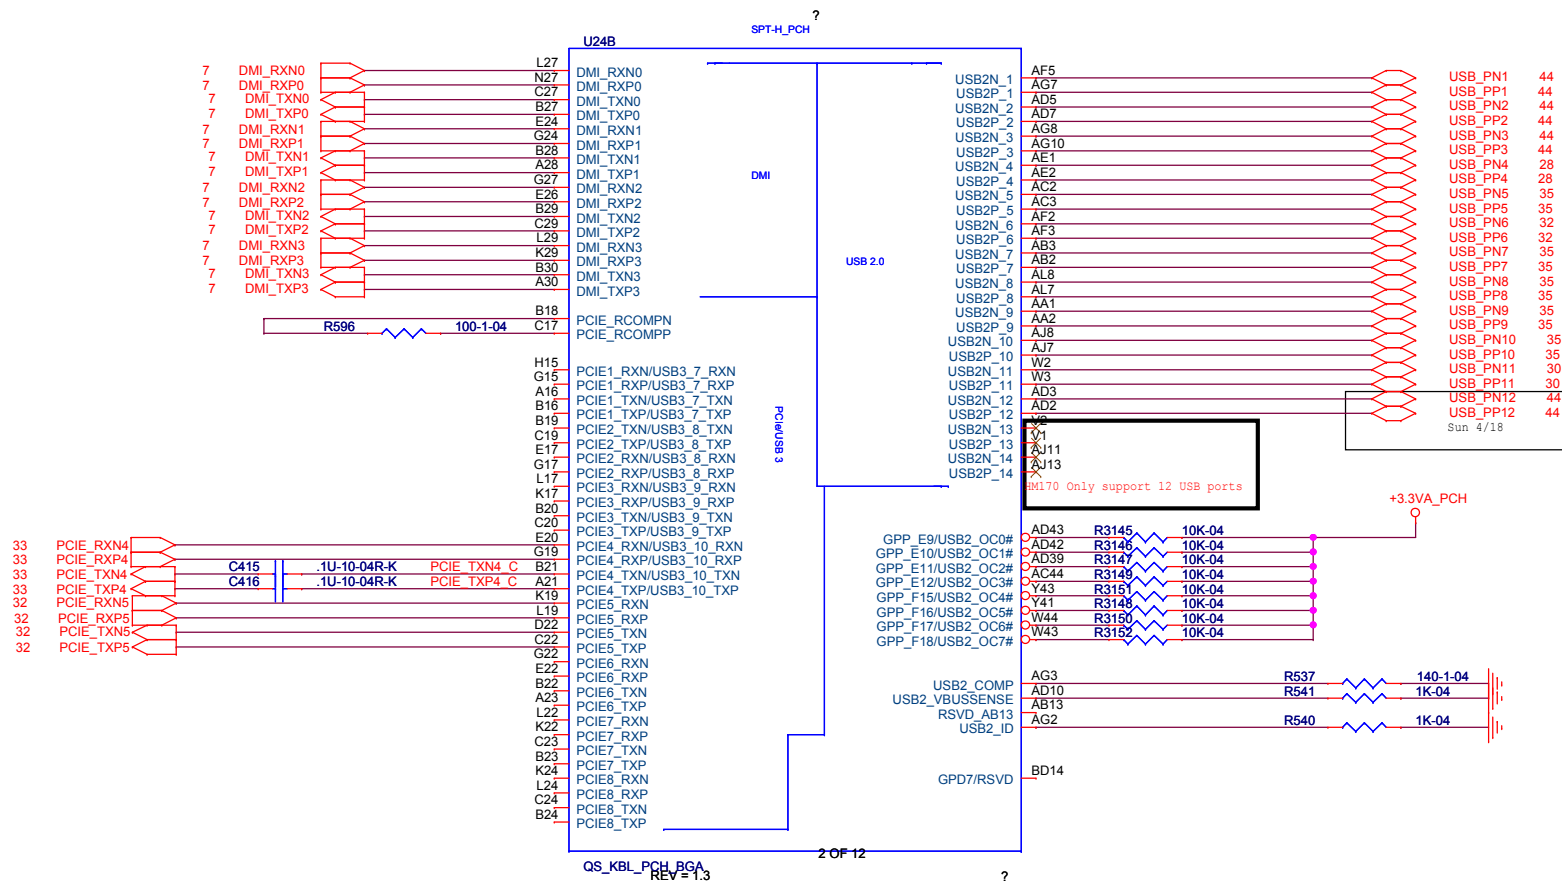 ?
SPT-H_PCH
U24B
7 DMI_RXN0 L27 DMI_RXN0
7 DMI_RXP0 N27 DMI_RXP0
7 DMI_TXN0 C27 DMI_TXN0
7 DMI_TXP0 B27 DMI_TXP0
7 DMI_RXN1 E24 DMI_RXN1
7 DMI_RXP1 G24 DMI_RXP1
7 DMI_TXN1 B28 DMI_TXN1
7 DMI_TXP1 A28 DMI_TXP1
7 DMI_RXN2 G27 DMI_RXN2
7 DMI_RXP2 E26 DMI_RXP2
7 DMI_TXN2 B29 DMI_TXN2
7 DMI_TXP2 C29 DMI_TXP2
7 DMI_RXN3 L29 DMI_RXN3
7 DMI_RXP3 K29 DMI_RXP3
7 DMI_TXN3 B30 DMI_TXN3
7 DMI_TXP3 A30 DMI_TXP3
B18 PCIE_RCOMPN
R596 100-1-04 C17 PCIE_RCOMPP
H15 PCIE1_RXN/USB3_7_RXN
G15 PCIE1_RXP/USB3_7_RXP
A16 PCIE1_TXN/USB3_7_TXN
B16 PCIE1_TXP/USB3_7_TXP
B19 PCIE2_TXN/USB3_8_TXN
C19 PCIE2_TXP/USB3_8_TXP
E17 PCIE2_RXN/USB3_8_RXN
G17 PCIE2_RXP/USB3_8_RXP
L17 PCIE3_RXN/USB3_9_RXN
K17 PCIE3_RXP/USB3_9_RXP
B20 PCIE3_TXN/USB3_9_TXN
C20 PCIE3_TXP/USB3_9_TXP
33 PCIE_RXN4 E20 PCIE4_RXN/USB3_10_RXN
33 PCIE_RXP4 G19 PCIE4_RXP/USB3_10_RXP
33 PCIE_TXN4 C415 .1U-10-04R-K PCIE_TXN4_C B21 PCIE4_TXN/USB3_10_TXN
33 PCIE_TXP4 C416 .1U-10-04R-K PCIE_TXP4_C A21 PCIE4_TXP/USB3_10_TXP
32 PCIE_RXN5 K19 PCIE5_RXN
32 PCIE_RXP5 L19 PCIE5_RXP
32 PCIE_TXN5 D22 PCIE5_TXN
32 PCIE_TXP5 C22 PCIE5_TXP
G22 PCIE6_RXN
E22 PCIE6_RXP
B22 PCIE6_TXN
A23 PCIE6_TXP
L22 PCIE7_RXN
K22 PCIE7_RXP
C23 PCIE7_TXN
B23 PCIE7_TXP
K24 PCIE8_RXN
L24 PCIE8_RXP
C24 PCIE8_TXN
B24 PCIE8_TXP
DMI
USB 2.0
PCIe/USB 3
USB2N_1 AF5 USB_PN1 44
USB2P_1 AG7 USB_PP1 44
USB2N_2 AD5 USB_PN2 44
USB2P_2 AD7 USB_PP2 44
USB2N_3 AG8 USB_PN3 44
USB2P_3 AG10 USB_PP3 44
USB2N_4 AE1 USB_PN4 28
USB2P_4 AE2 USB_PP4 28
USB2N_5 AC2 USB_PN5 35
USB2P_5 AC3 USB_PP5 35
USB2N_6 AF2 USB_PN6 32
USB2P_6 AF3 USB_PP6 32
USB2N_7 AB3 USB_PN7 35
USB2P_7 AB2 USB_PP7 35
USB2N_8 AL8 USB_PN8 35
USB2P_8 AL7 USB_PP8 35
USB2N_9 AA1 USB_PN9 35
USB2P_9 AA2 USB_PP9 35
USB2N_10 AJ8 USB_PN10 35
USB2P_10 AJ7 USB_PP10 35
USB2N_11 W2 USB_PN11 30
USB2P_11 W3 USB_PP11 30
USB2N_12 AD3 USB_PN12 44
USB2P_12 AD2 USB_PP12 44
Sun 4/18
USB2N_13 V2
USB2P_13 V1
USB2N_14 AJ11
USB2P_14 AJ13
HM170 Only support 12 USB ports
+3.3VA_PCH
GPP_E9/USB2_OC0# AD43 R3145 10K-04
GPP_E10/USB2_OC1# AD42 R3146 10K-04
GPP_E11/USB2_OC2# AD39 R3147 10K-04
GPP_E12/USB2_OC3# AC44 R3149 10K-04
GPP_F15/USB2_OC4# Y43 R3151 10K-04
GPP_F16/USB2_OC5# Y41 R3148 10K-04
GPP_F17/USB2_OC6# W44 R3150 10K-04
GPP_F18/USB2_OC7# W43 R3152 10K-04
USB2_COMP AG3 R537 140-1-04
USB2_VBUSSENSE AD10 R541 1K-04
RSVD_AB13 AB13
USB2_ID AG2 R540 1K-04
GPD7/RSVD BD14
2 OF 12
QS_KBL_PCH_BGA
REV = 1.3
?